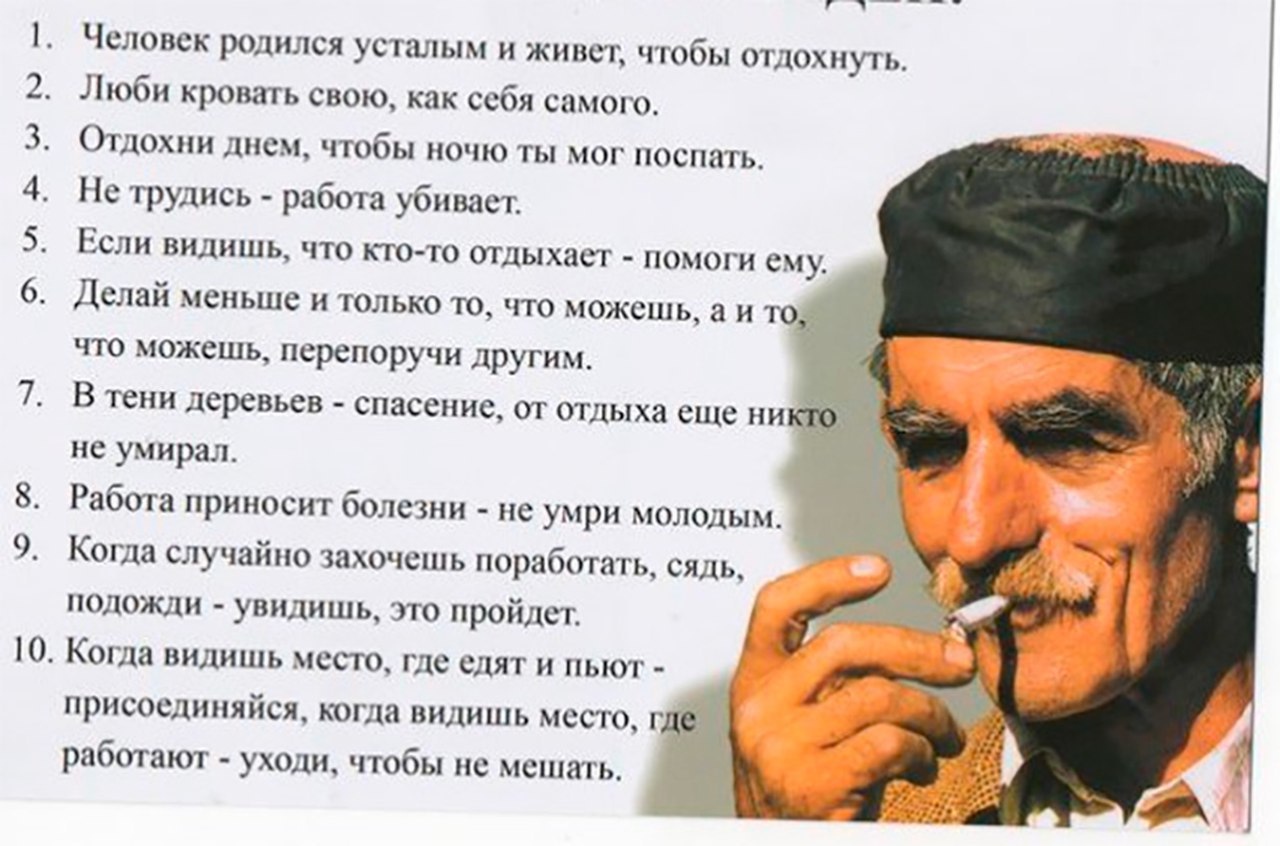 1. Человек родился усталым и живет, чтобы отдохнуть.
2. Люби кровать свою, как себя самого.
3. Отдохни днем, чтобы ночю ты мог поспать.
4. Не трудись - работа убивает.
5. Если видишь, что кто-то отдыхает - помоги ему.
6. Делай меньше и только то, что можешь, а и то,
что можешь, перепоручи другим.
7. В тени деревьев - спасение, от отдыха еще никто
не умирал.
8. Работа приносит болезни - не умри молодым.
9. Когда случайно захочешь поработать, сядь,
подожди - увидишь, это пройдет.
10. Когда видишь место, где едят и пьют -
присоединяйся, когда видишь место, где
работают - уходи, чтобы не мешать.